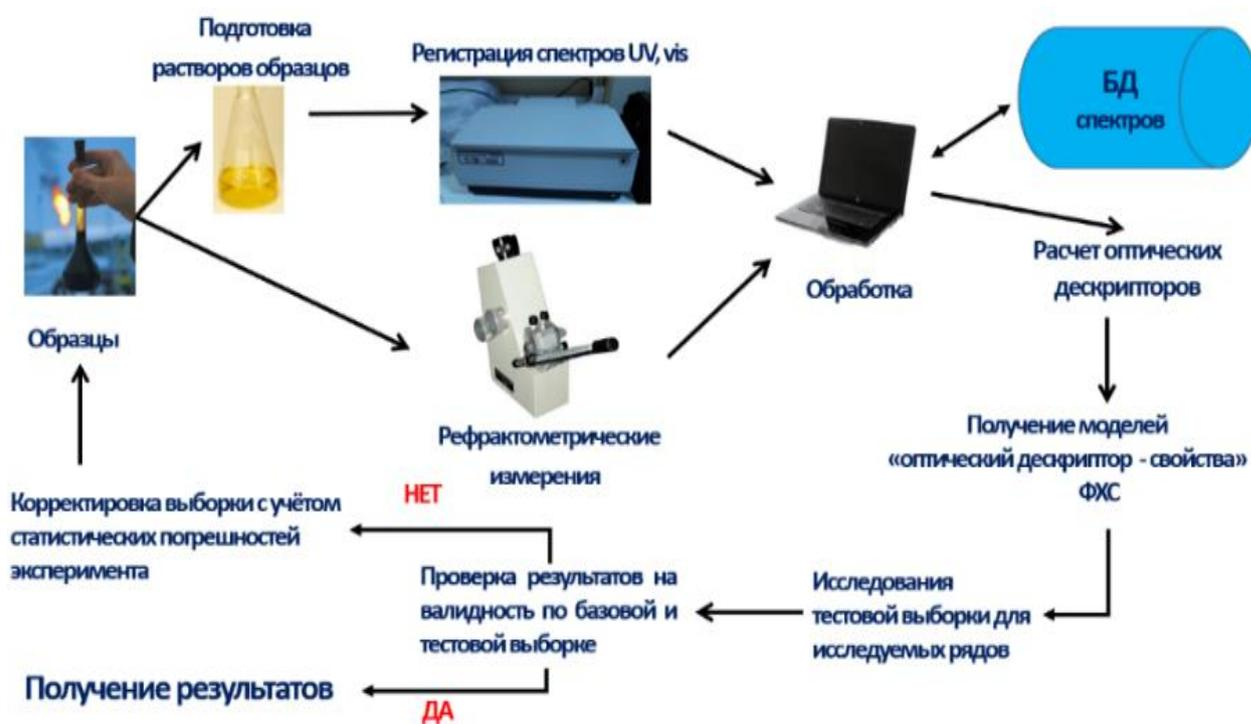 Подготовка
растворов образцов
Регистрация спектров UV, vis
БД
спектров
Образцы
Обработка
Расчет оптических
дескрипторов
Рефрактометрические
измерения
Получение моделей
«оптический дескриптор - свойства»
ФХС
Исследования
тестовой выборки для
исследуемых рядов
Проверка результатов на
валидность по базовой и
тестовой выборке
НЕТ
Корректировка выборки с учётом
статистических погрешностей
эксперимента
ДА
Получение результатов